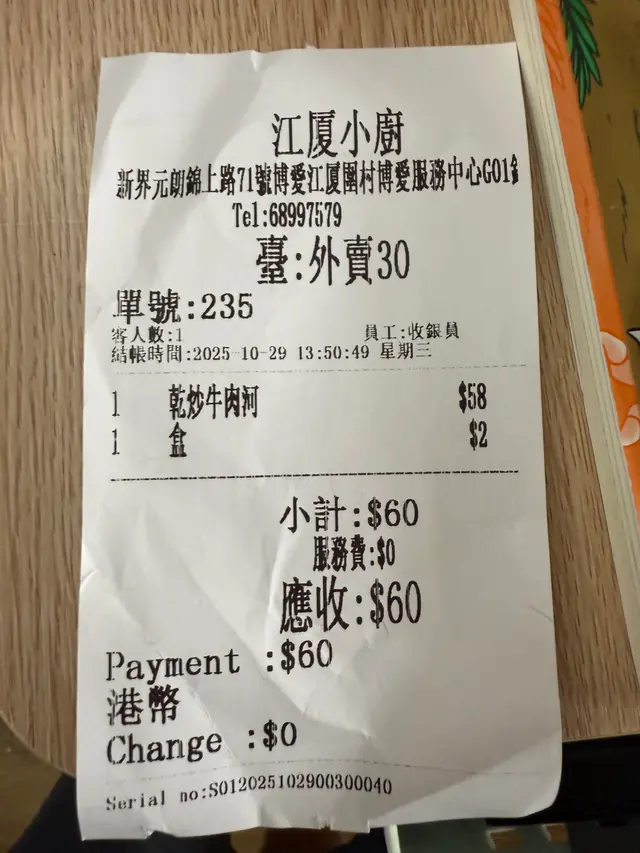 江厦小廚
新界元朗錦上路71號博愛江厦圍村博愛服務中心G01
Tel:68997579
臺:外賣30
單號:235
客人數:1 員工:收銀員
結帳時間:2025-10-29 13:50:49 星期三
1 乾炒牛肉河 $58
1 盒 $2
小計:$60
服務費:$0
應收:$60
Payment :$60
港幣
Change :$0
Serial no:S012025102900300040